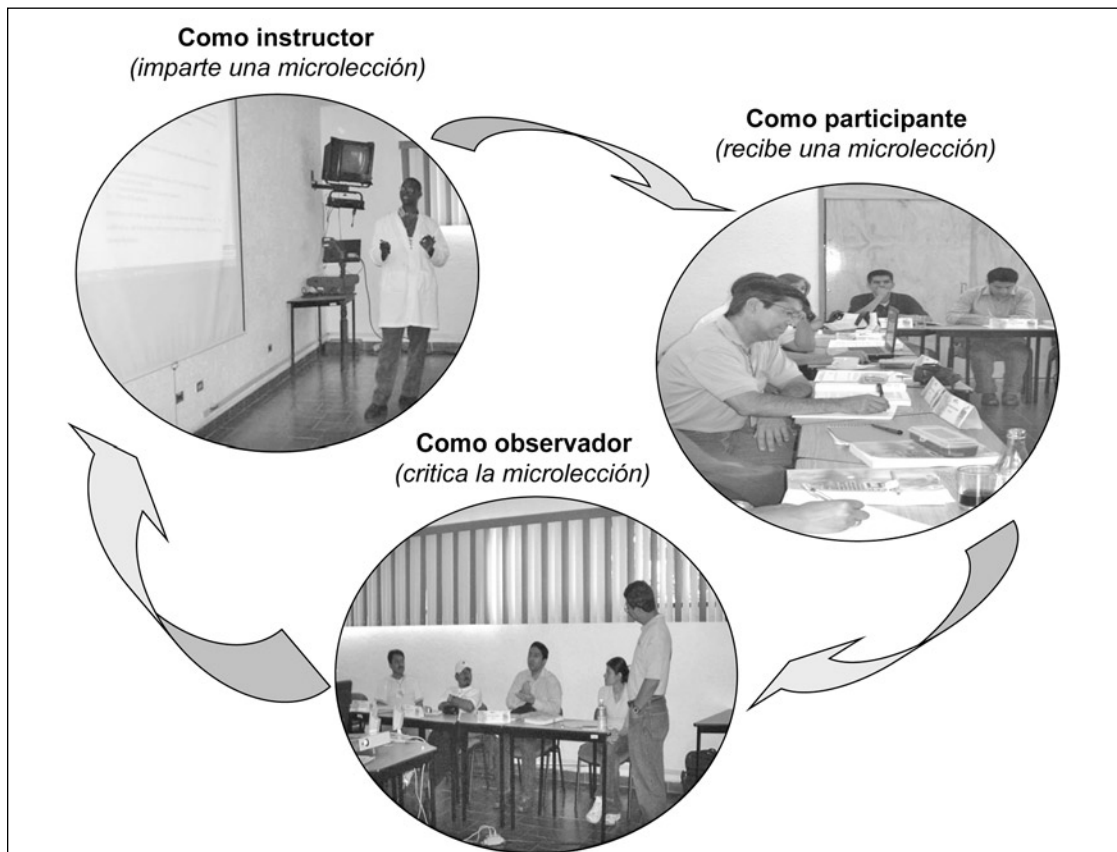 Como instructor
(imparte una microlección)
Como participante
(recibe una microlección)
Como observador
(critica la microlección)